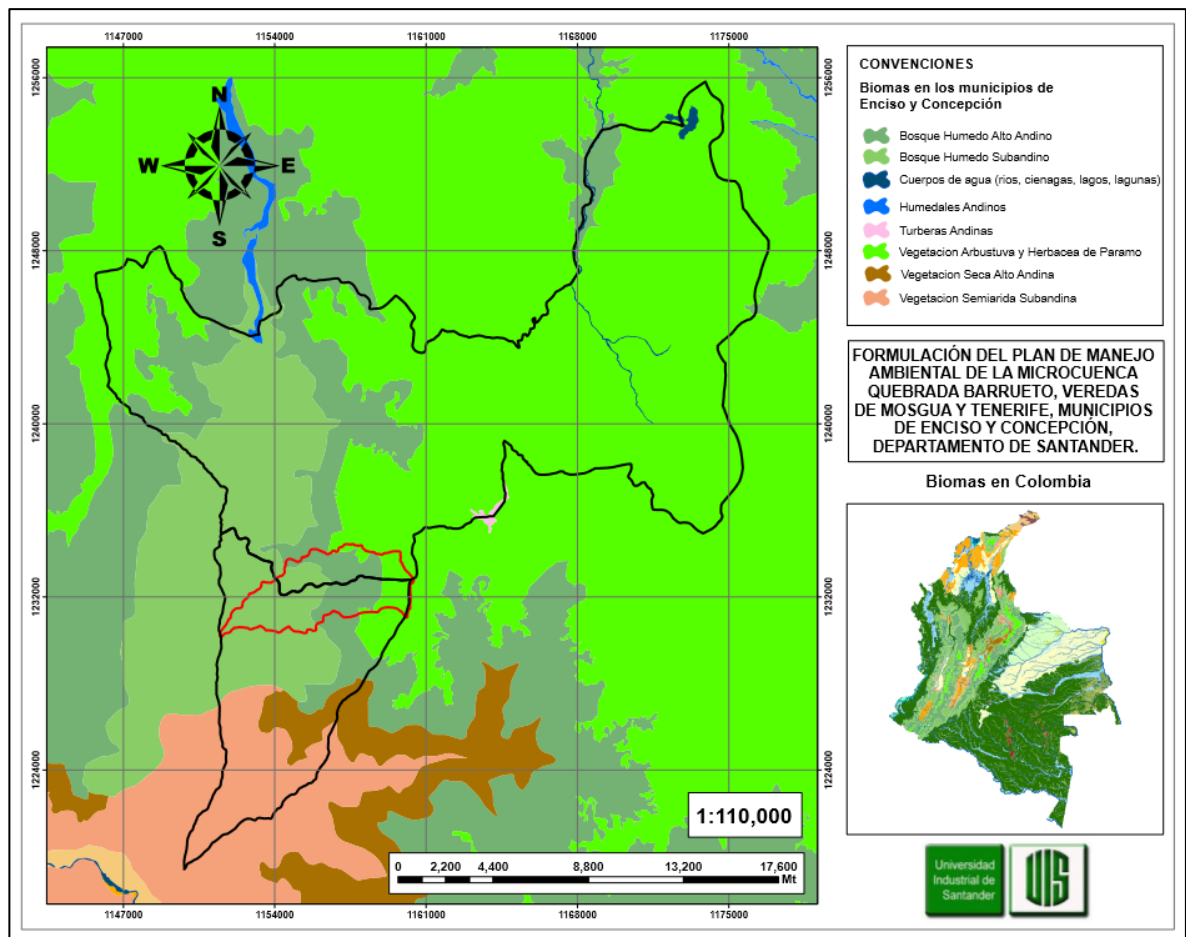 1147000 1154000 1161000 1168000 1175000
1256000 1256000
1248000 1248000
1240000 1240000
1232000 1232000
1224000 1224000
N
W E
S
1:110,000
0 2,200 4,400 8,800 13,200 17,600
Mt
1147000 1154000 1161000 1168000 1175000
CONVENCIONES
Biomas en los municipios de
Enciso y Concepción
Bosque Humedo Alto Andino
Bosque Humedo Subandino
Cuerpos de agua (rios, cienagas, lagos, lagunas)
Humedales Andinos
Turberas Andinas
Vegetacion Arbustuva y Herbacea de Paramo
Vegetacion Seca Alto Andina
Vegetacion Semiarida Subandina
FORMULACIÓN DEL PLAN DE MANEJO
AMBIENTAL DE LA MICROCUENCA
QUEBRADA BARRUETO, VEREDAS
DE MOSGUA Y TENERIFE, MUNICIPIOS
DE ENCISO Y CONCEPCIÓN,
DEPARTAMENTO DE SANTANDER.
Biomas en Colombia
Universidad
Industrial de
Santander
UIS